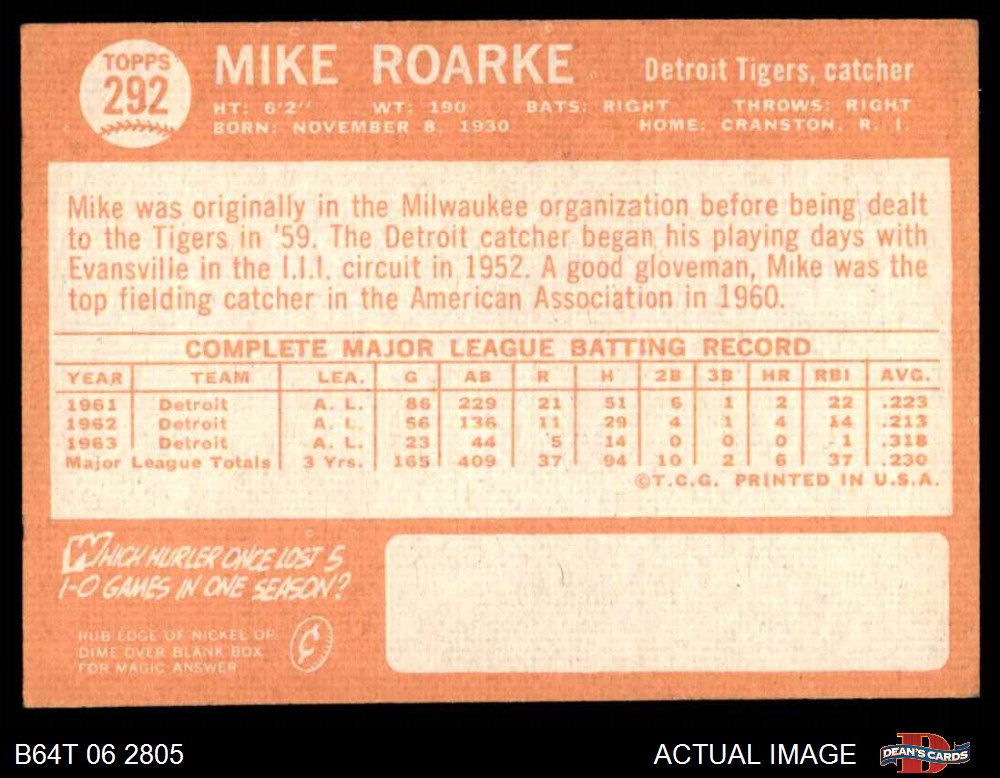 TOPPS
292
MIKE ROARKE
Detroit Tigers, catcher
HT: 6'2" WT: 190 BATS: RIGHT THROWS: RIGHT
BORN: NOVEMBER 8, 1930 HOME: CRANSTON, R. I.
Mike was originally in the Milwaukee organization before being dealt
to the Tigers in '59. The Detroit catcher began his playing days with
Evansville in the I.I.I. circuit in 1952. A good gloveman, Mike was the
top fielding catcher in the American Association in 1960.
COMPLETE MAJOR LEAGUE BATTING RECORD
YEAR TEAM LEA. G AB R H 2B 3B HR RBI AVG.
1961 Detroit A. L. 86 229 21 51 6 1 2 22 .223
1962 Detroit A. L. 56 136 11 29 4 1 4 14 .213
1963 Detroit A. L. 23 44 5 14 0 0 0 1 .318
Major League Totals 3 Yrs. 165 409 37 94 10 2 6 37 .230
©T.C.G. PRINTED IN U.S.A.
WHICH HURLER ONCE LOST 5
1-0 GAMES IN ONE SEASON?
RUB EDGE OF NICKEL OR
DIME OVER BLANK BOX
FOR MAGIC ANSWER
B64T 06 2805
ACTUAL IMAGE
DEAN'S CARDS